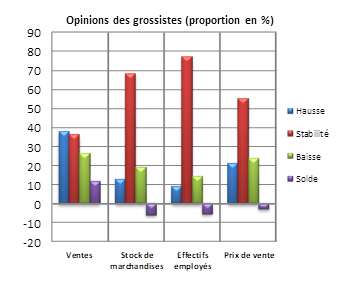 Opinions des grossistes (proportion en %)
90
80
70
60
50
40
30
20
10
0
-10
-20
Ventes
Stock de
marchandises
Effectifs
employés
Prix de vente
Hausse
Stabilité
Baisse
Solde